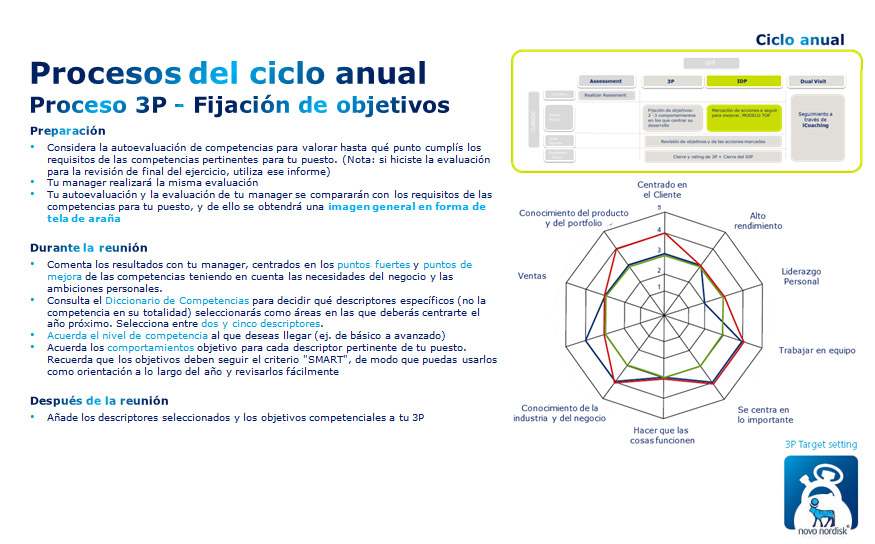 Ciclo anual
Procesos del ciclo anual
Proceso 3P - Fijación de objetivos
Preparación
• Considera la autoevaluación de competencias para valorar hasta qué punto cumplís los
requisitos de las competencias pertinentes para tu puesto. (Nota: si hiciste la evaluación
para la revisión de final del ejercicio, utiliza ese informe)
• Tu manager realizará la misma evaluación
• Tu autoevaluación y la evaluación de tu manager se compararán con los requisitos de las
competencias para tu puesto, y de ello se obtendrá una imagen general en forma de
tela de araña
Durante la reunión
• Comenta los resultados con tu manager, centrados en los puntos fuertes y puntos de
mejora de las competencias teniendo en cuenta las necesidades del negocio y las
ambiciones personales.
• Consulta el Diccionario de Competencias para decidir qué descriptores específicos (no la
competencia en su totalidad) seleccionarás como áreas en las que deberás centrarte el
año próximo. Selecciona entre dos y cinco descriptores.
• Acuerda el nivel de competencia al que deseas llegar (ej. de básico a avanzado)
• Acuerda los comportamientos objetivo para cada descriptor pertinente de tu puesto.
Recuerda que los objetivos deben seguir el criterio "SMART", de modo que puedas usarlos
como orientación a lo largo del año y revisarlos fácilmente
Después de la reunión
• Añade los descriptores seleccionados y los objetivos competenciales a tu 3P
Assessment
3P
IDP
Dual Visit
Realizar Assessment
Fijación de objetivos:
2 -3 comportamientos
en los que centrar su
desarrollo
Marcación de acciones a seguir
para mejorar. MODELO TOF
Seguimiento a
través de
iCoaching
Revisión de objetivos y de las acciones marcadas
Cierre y rating de 3P + Cierre del IDP
Centrado en
el Cliente
Conocimiento del producto
y del portfolio
Alto
rendimiento
Ventas
Liderazgo
Personal
Trabajar en equipo
Conocimiento de la
industria y del negocio
Se centra en
lo importante
Hacer que las
cosas funcionen
5
4
3
2
1
3P Target setting
novo nordisk®